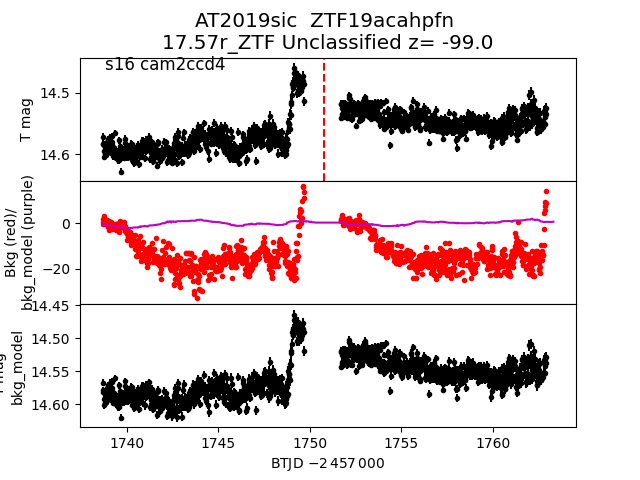 AT2019sic  ZTF19acahpfn
17.57r_ZTF Unclassified z= -99.0
s16 cam2ccd4
T mag
14.5
14.6
Bkg (red)/
bkg_model (purple)
0
−20
bkg_model
14.45
14.50
14.55
14.60
1740
1745
1750
1755
1760
BTJD −2 457 000